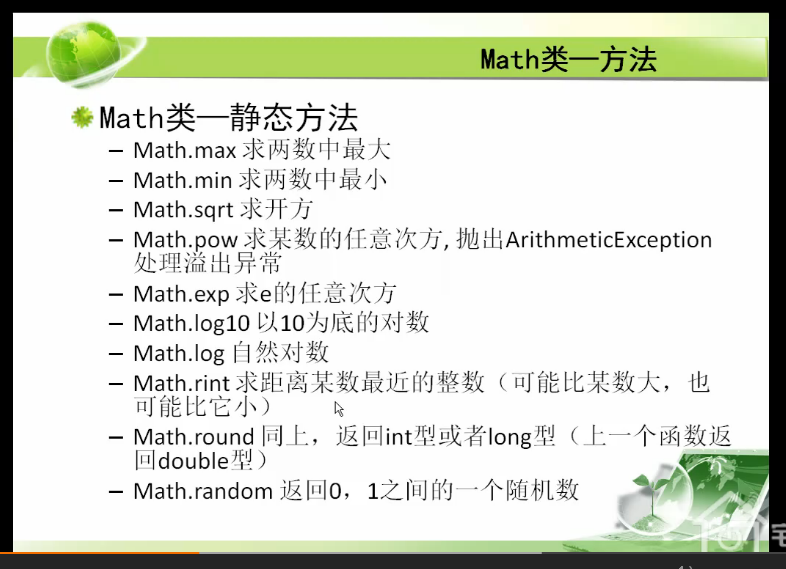 Math类—方法
Math类—静态方法
– Math.max 求两数中最大
– Math.min 求两数中最小
– Math.sqrt 求开方
– Math.pow 求某数的任意次方, 抛出ArithmeticException
处理溢出异常
– Math.exp 求e的任意次方
– Math.log10 以10为底的对数
– Math.log 自然对数
– Math.rint 求距离某数最近的整数（可能比某数大，也
可能比它小）
– Math.round 同上，返回int型或者long型（上一个函数返
回double型）
– Math.random 返回0，1之间的一个随机数